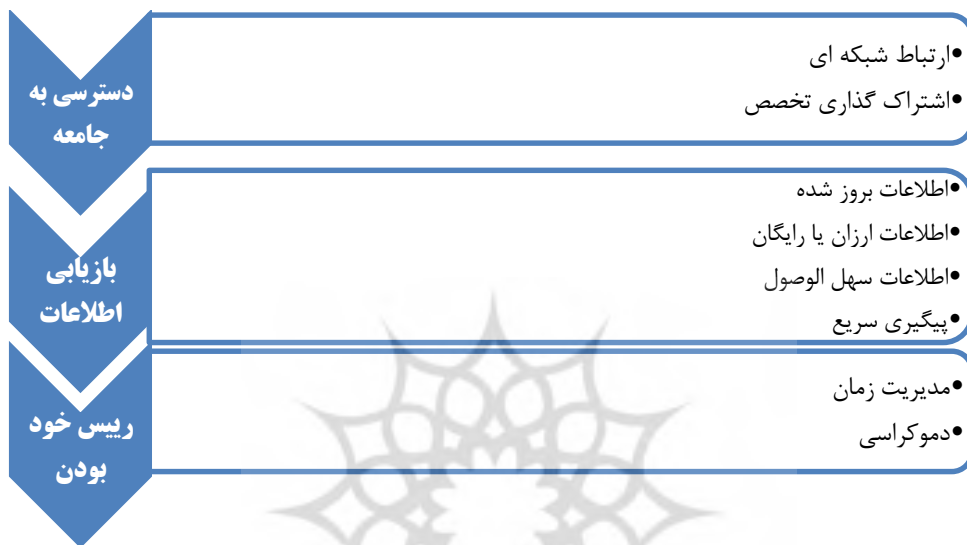 دسترسی به
جامعه
•ارتباط شبکه ای
•اشتراک گذاری تخصص
بازیابی
اطلاعات
•اطلاعات بروز شده
•اطلاعات ارزان یا رایگان
•اطلاعات سهل الوصول
•پیگیری سریع
رییس خود
بودن
•مدیریت زمان
•دموکراسی